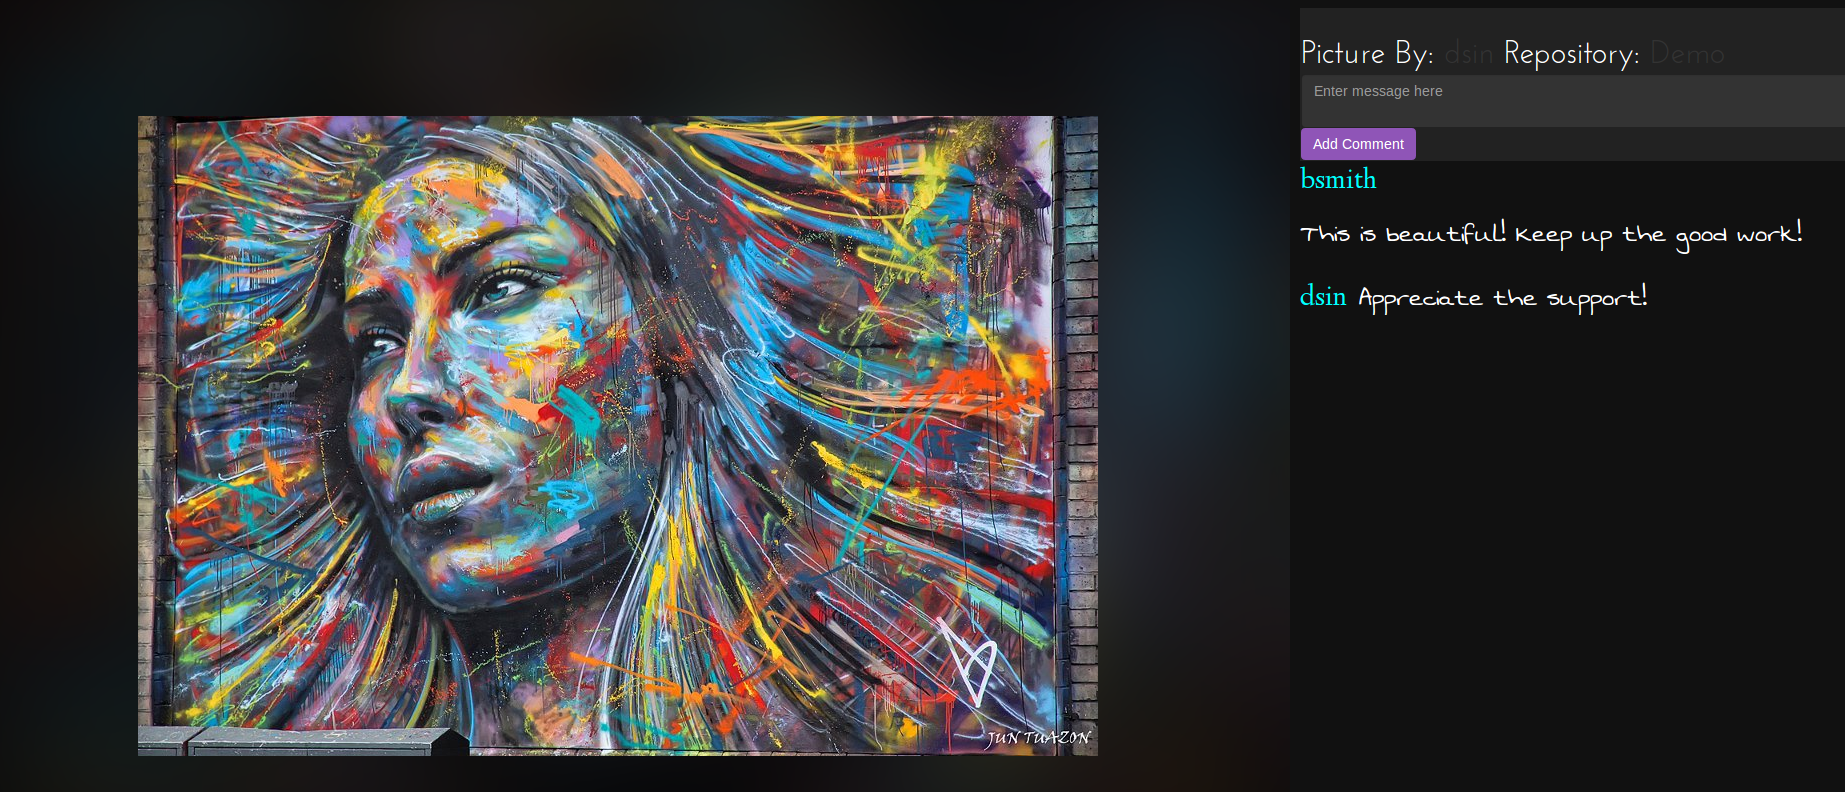 Picture By: dsin Repository: Demo
Enter message here
Add Comment
bsmith
This is beautiful! Keep up the good work!
dsin Appreciate the support!
JUN TUAZON